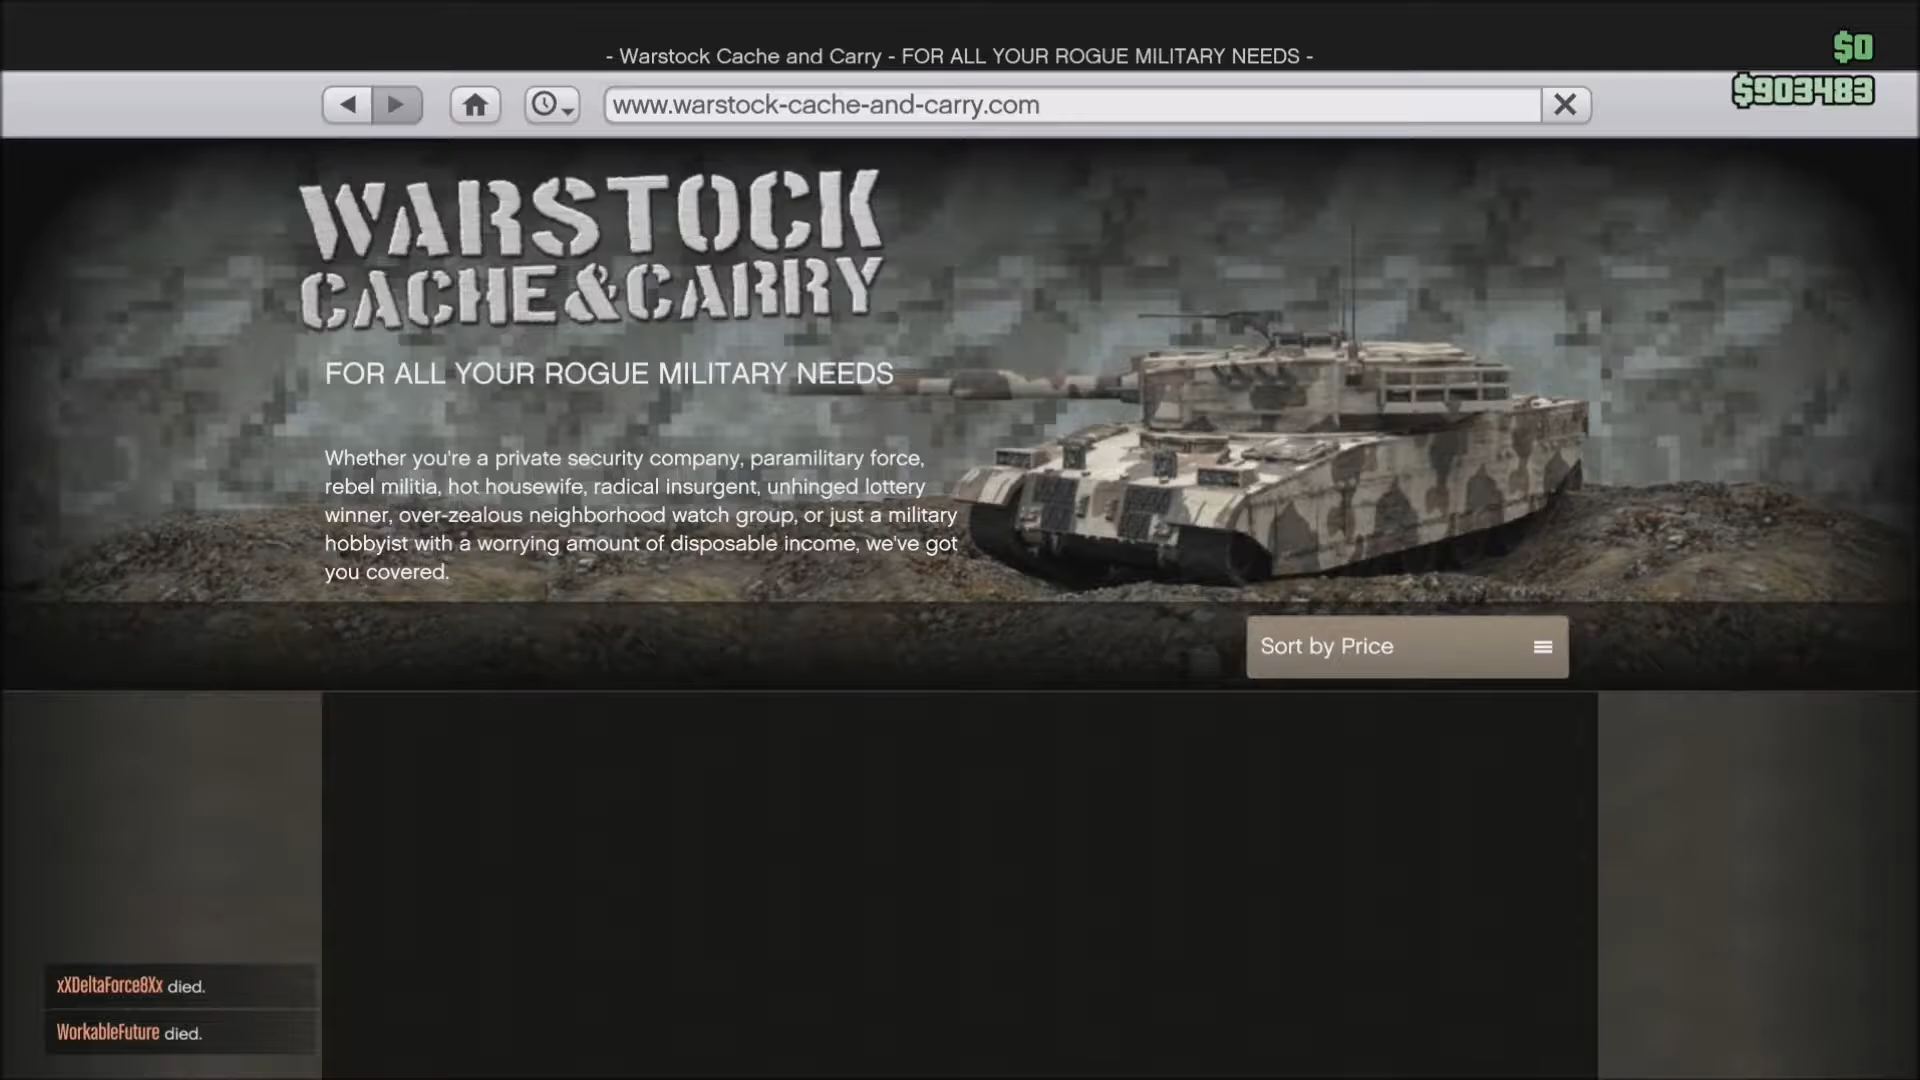 - Warstock Cache and Carry - FOR ALL YOUR ROGUE MILITARY NEEDS -
$0
www.warstock-cache-and-carry.com
$903483
WARSTOCK
CACHE&CARRY
FOR ALL YOUR ROGUE MILITARY NEEDS
Whether you're a private security company, paramilitary force,
rebel militia, hot housewife, radical insurgent, unhinged lottery
winner, over-zealous neighborhood watch group, or just a military
hobbyist with a worrying amount of disposable income, we've got
you covered.
Sort by Price
xXDeltaForce8Xx died.
WorkableFuture died.